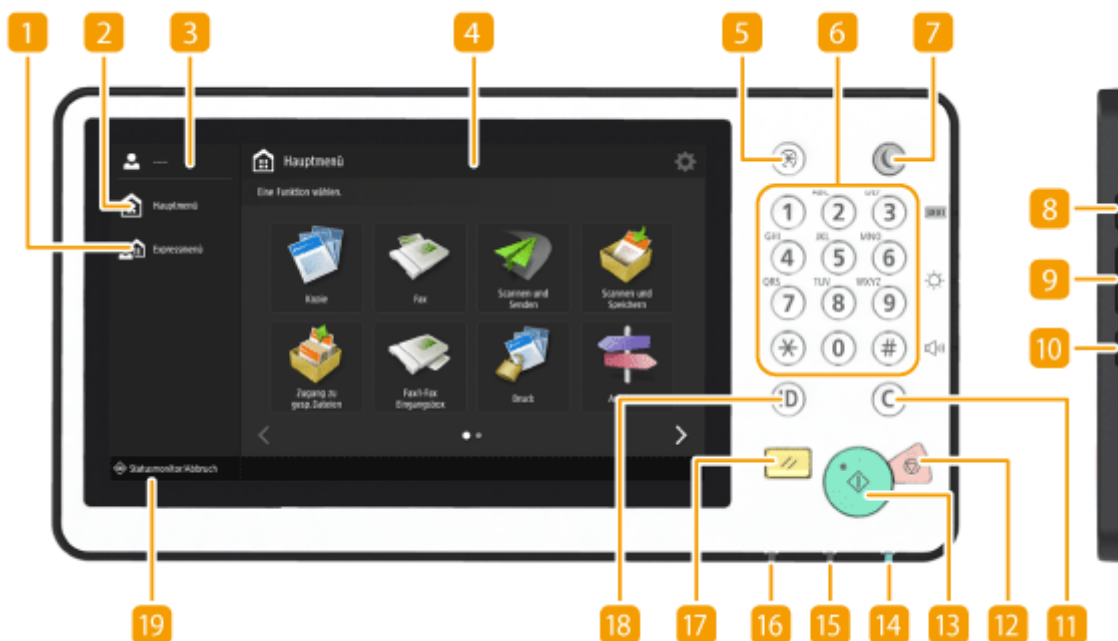 1
2
3
4
5
6
7
Hauptmenü
Eine Funktion wählen.
Hauptmenü
Expressmenü
Kopie
Fax
Scannen und
Senden
Scannen und
Speichern
Zugang zu
gesp.Dateien
Fax/I-Fax
Eingangsbox
Druck
Statusmonitor/Abbruch
1 2 3
GHI JKL MNO
4 5 6
QRS TUV WXYZ
7 8 9
* 0 #
ID C
8
9
10
19
18
17
16
15
14
13
12
11